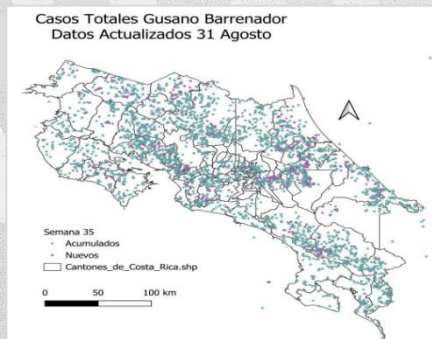 Casos Totales Gusano Barrenador
Datos Actualizados 31 Agosto
Semana 35
Acumulados
Nuevos
Cantones_de_Costa_Rica.shp
0 50 100 km